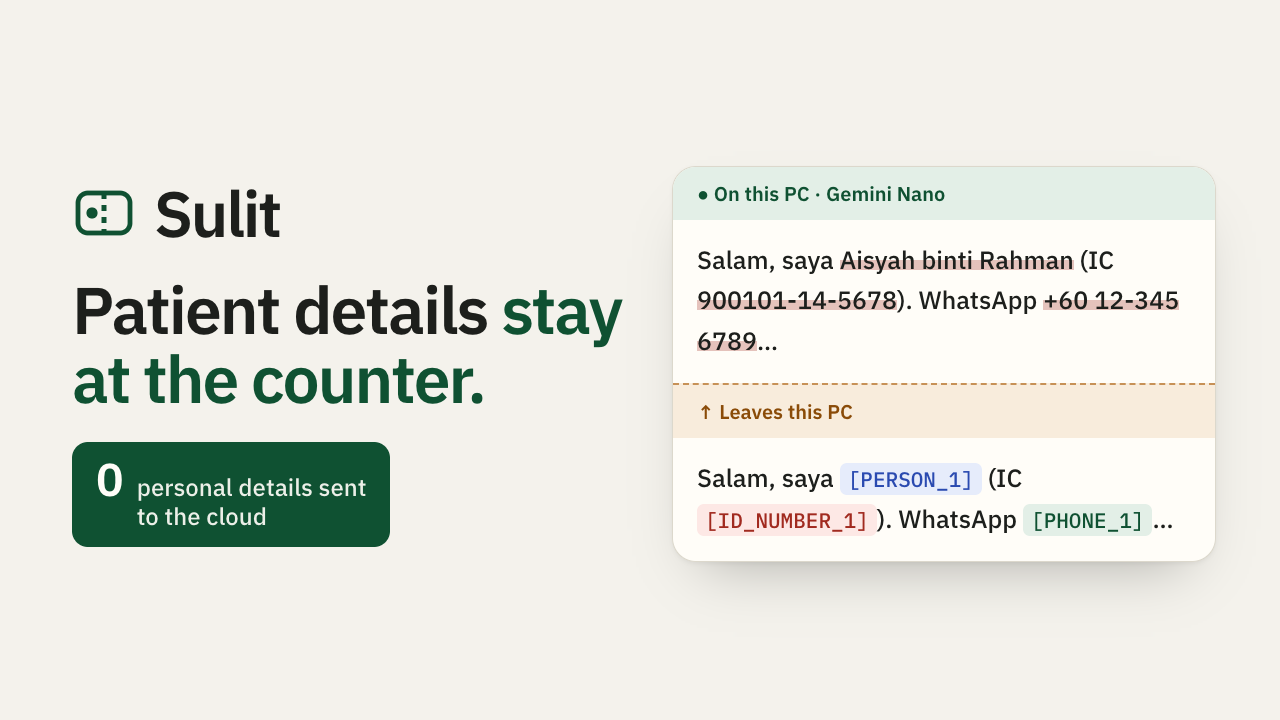 Sulit
Patient details stay
at the counter.
0 personal details sent
to the cloud
● On this PC · Gemini Nano
Salam, saya Aisyah binti Rahman (IC
900101-14-5678). WhatsApp +60 12-345
6789...
↑ Leaves this PC
Salam, saya [PERSON_1] (IC
[ID_NUMBER_1]). WhatsApp [PHONE_1]...